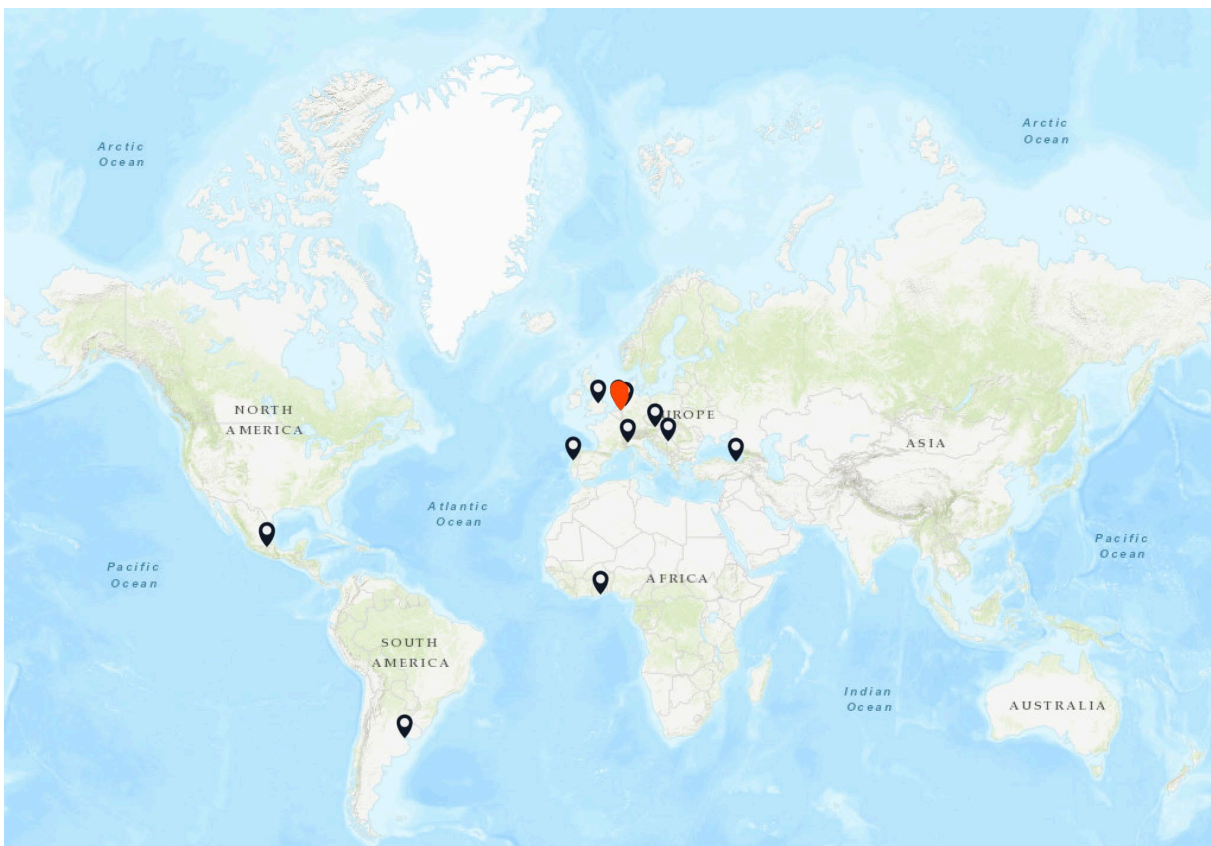 Arctic
Ocean
Arctic
Ocean
NORTH
AMERICA
UROPE
ASIA
Atlantic
Ocean
Pacific
Ocean
Pacific
Ocean
AFRICA
SOUTH
AMERICA
Indian
Ocean
AUSTRALIA